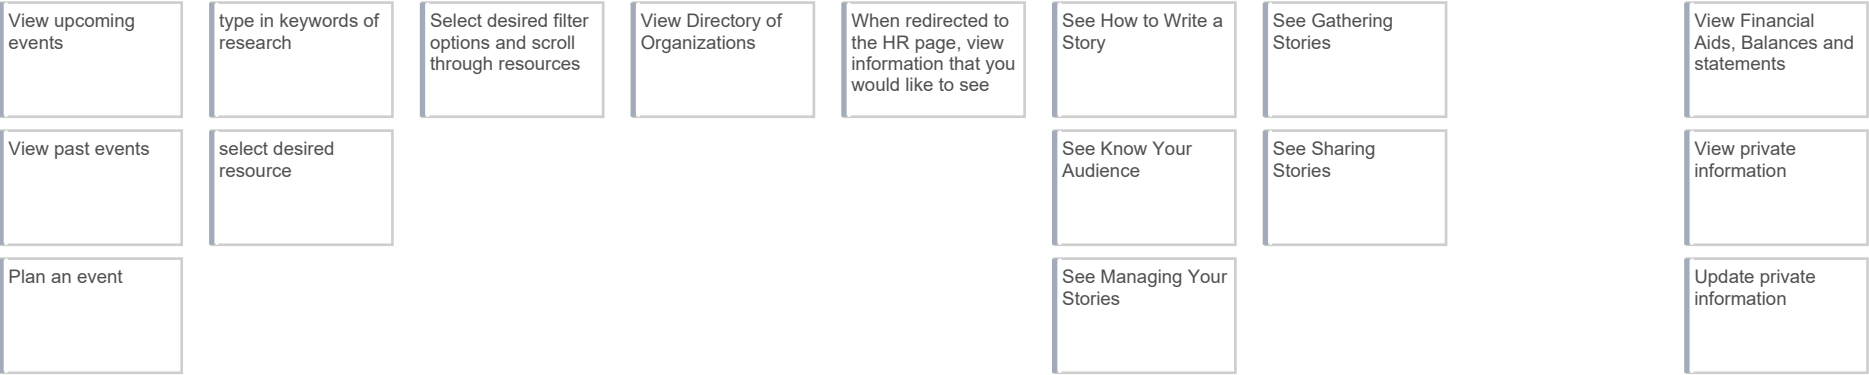 View upcoming
events
type in keywords of
research
Select desired filter
options and scroll
through resources
View Directory of
Organizations
When redirected to
the HR page, view
information that you
would like to see
See How to Write a
Story
See Gathering
Stories
View Financial
Aids, Balances and
statements
View past events
select desired
resource
See Know Your
Audience
See Sharing
Stories
View private
information
Plan an event
See Managing Your
Stories
Update private
information